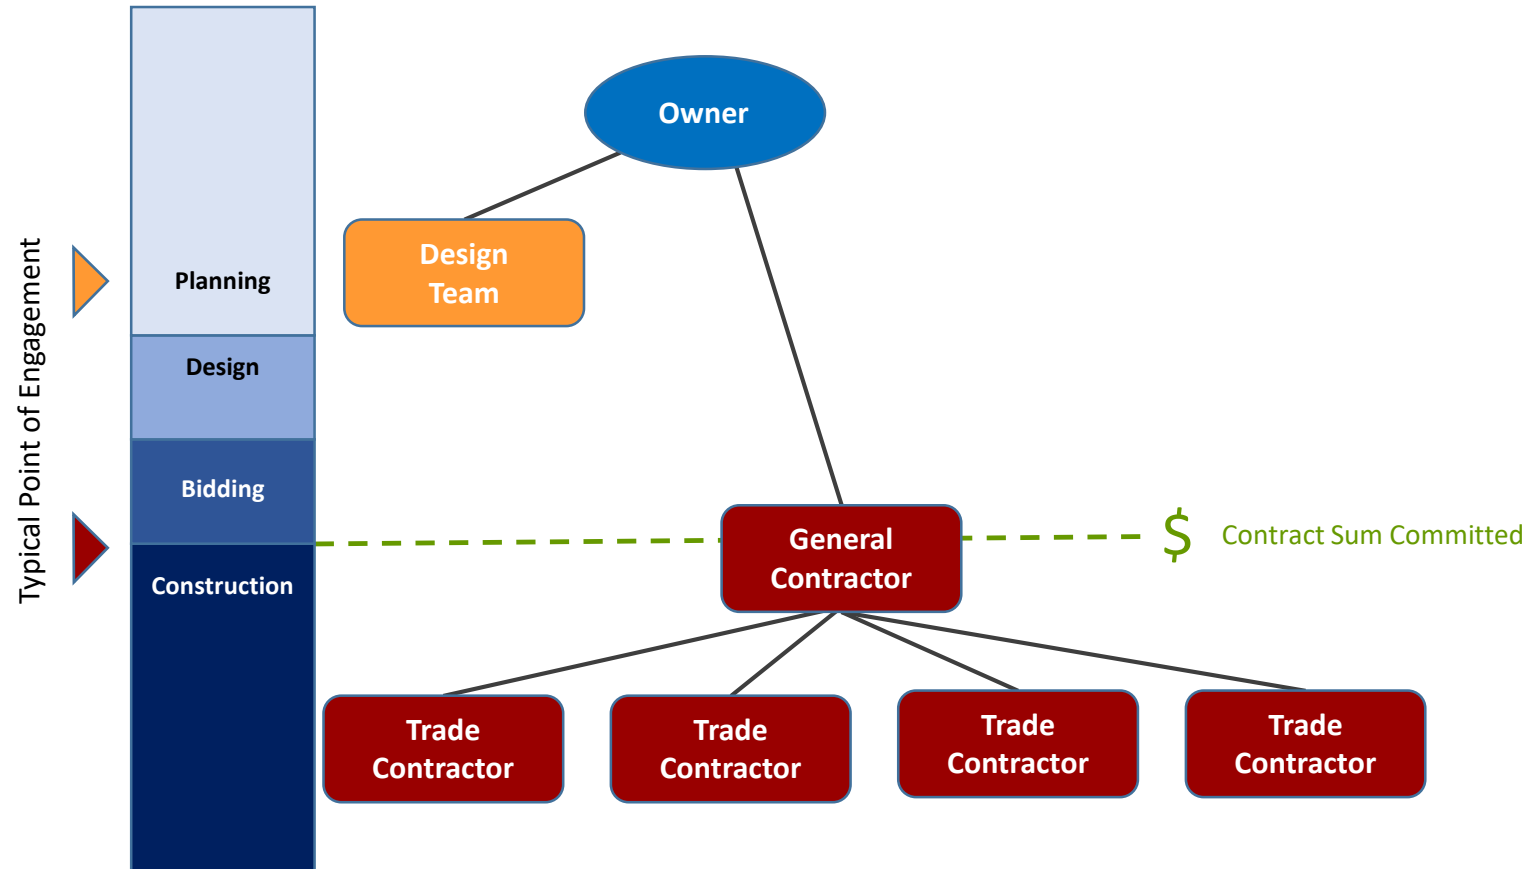 Typical Point of Engagement
Planning
Design
Bidding
Construction
Owner
Design
Team
General
Contractor
$ Contract Sum Committed
Trade
Contractor
Trade
Contractor
Trade
Contractor
Trade
Contractor